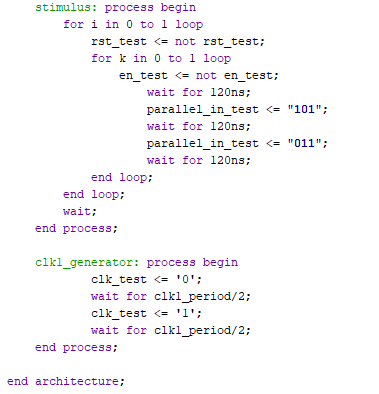 stimulus: process begin
for i in 0 to 1 loop
rst_test <= not rst_test;
for k in 0 to 1 loop
en_test <= not en_test;
wait for 120ns;
parallel_in_test <= "101";
wait for 120ns;
parallel_in_test <= "011";
wait for 120ns;
end loop;
end loop;
wait;
end process;
clk1_generator: process begin
clk_test <= '0';
wait for clk1_period/2;
clk_test <= '1';
wait for clk1_period/2;
end process;
end architecture;